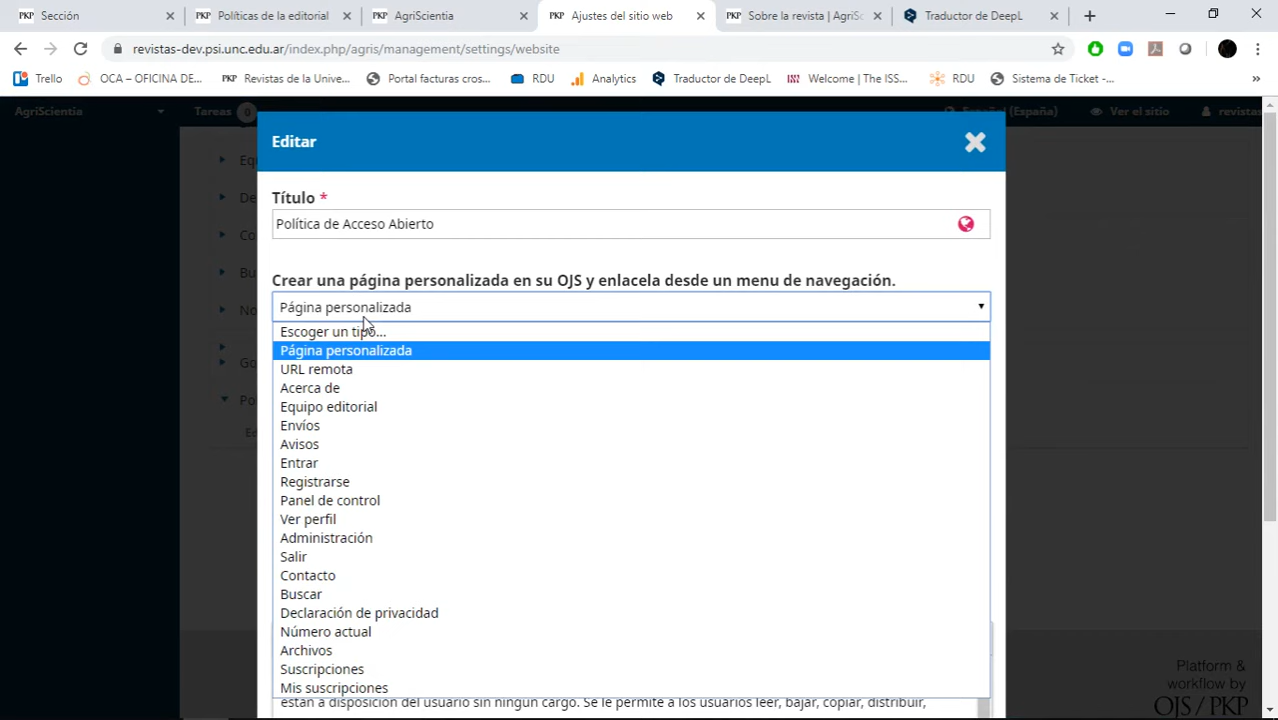 Sección
Políticas de la editorial
AgriScientia
Ajustes del sitio web
Sobre la revista | AgriSc
Traductor de DeepL
revistas-dev.psi.unc.edu.ar/index.php/agris/management/settings/website
Trello
OCA – OFICINA DE...
Revistas de la Unive...
Portal facturas cros...
RDU
Analytics
Traductor de DeepL
Welcome | The ISS...
RDU
Sistema de Ticket -...
AgriScientia
Tareas 0
Español (España)
Ver el sitio
revistas
Editar
Título *
Política de Acceso Abierto
Crear una página personalizada en su OJS y enlacela desde un menu de navegación.
Página personalizada
Escoger un tipo...
Página personalizada
URL remota
Acerca de
Equipo editorial
Envíos
Avisos
Entrar
Registrarse
Panel de control
Ver perfil
Administración
Salir
Contacto
Buscar
Declaración de privacidad
Número actual
Archivos
Suscripciones
Mis suscripciones
están a disposición del usuario sin ningún cargo. Se le permite a los usuarios leer, bajar, copiar, distribuir,
Platform &
workflow by
OJS / PKP